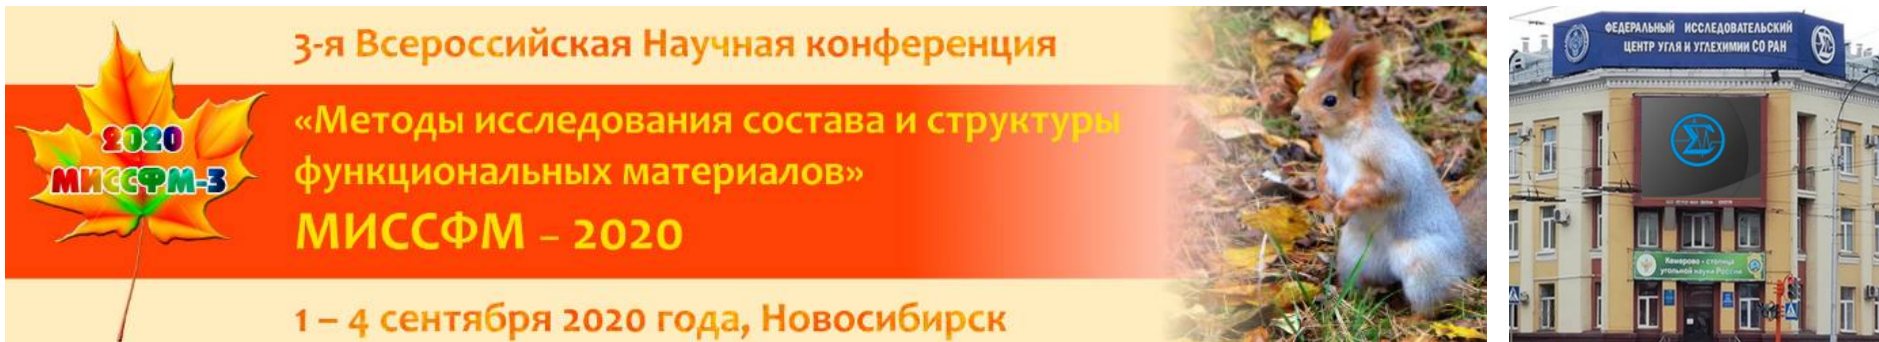 2020
МИССФМ-3
3-я Всероссийская Научная конференция
«Методы исследования состава и структуры
функциональных материалов»
МИССФМ – 2020
1 – 4 сентября 2020 года, Новосибирск
ФЕДЕРАЛЬНЫЙ ИССЛЕДОВАТЕЛЬСКИЙ
ЦЕНТР УГЛЯ И УГЛЕХИМИИ СО РАН
Кемерово - столица
угольной науки России